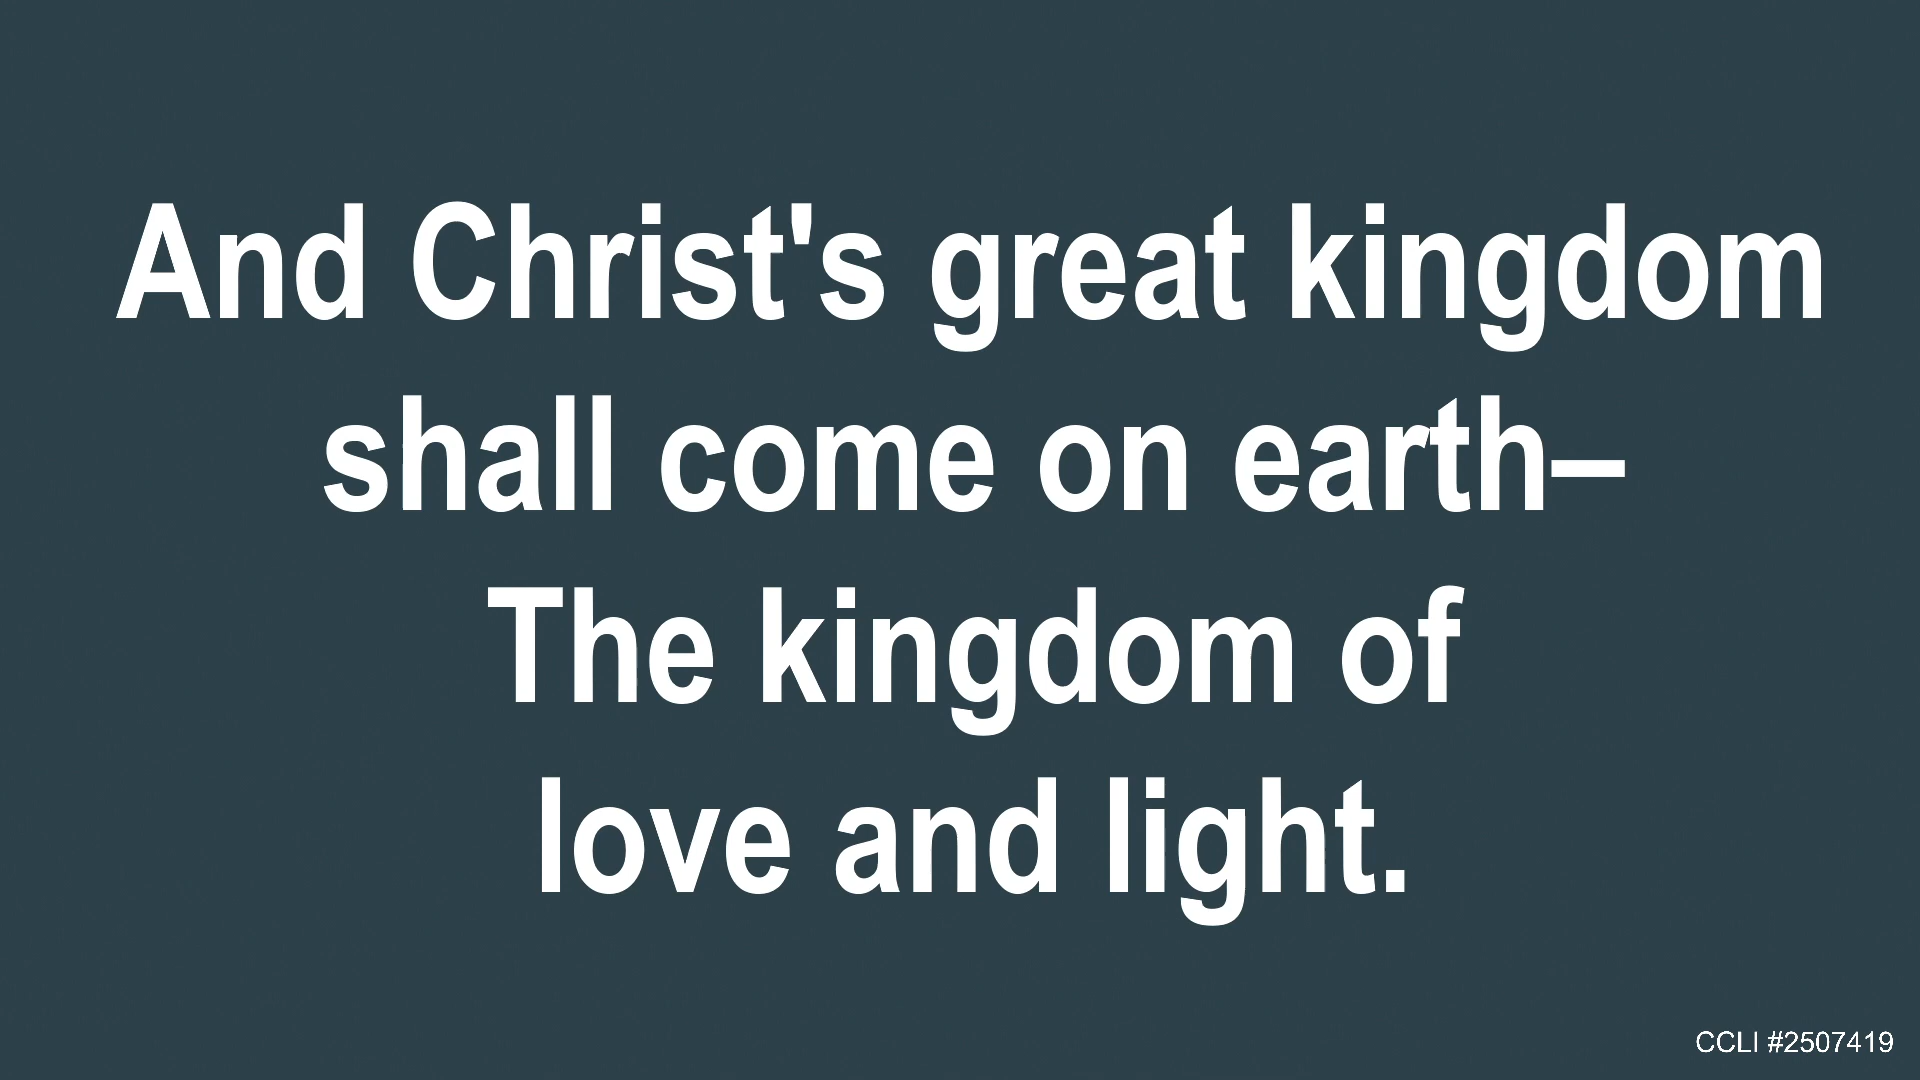 And Christ's great kingdom
shall come on earth–
The kingdom of
love and light.
CCLI #2507419